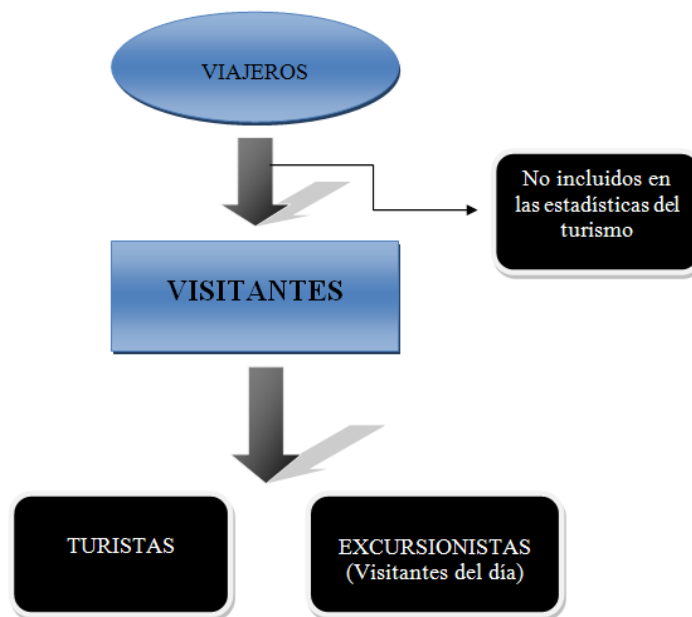 VIAJEROS
No incluidos en
las estadísticas del
turismo
VISITANTES
TURISTAS
EXCURSIONISTAS
(Visitantes del día)